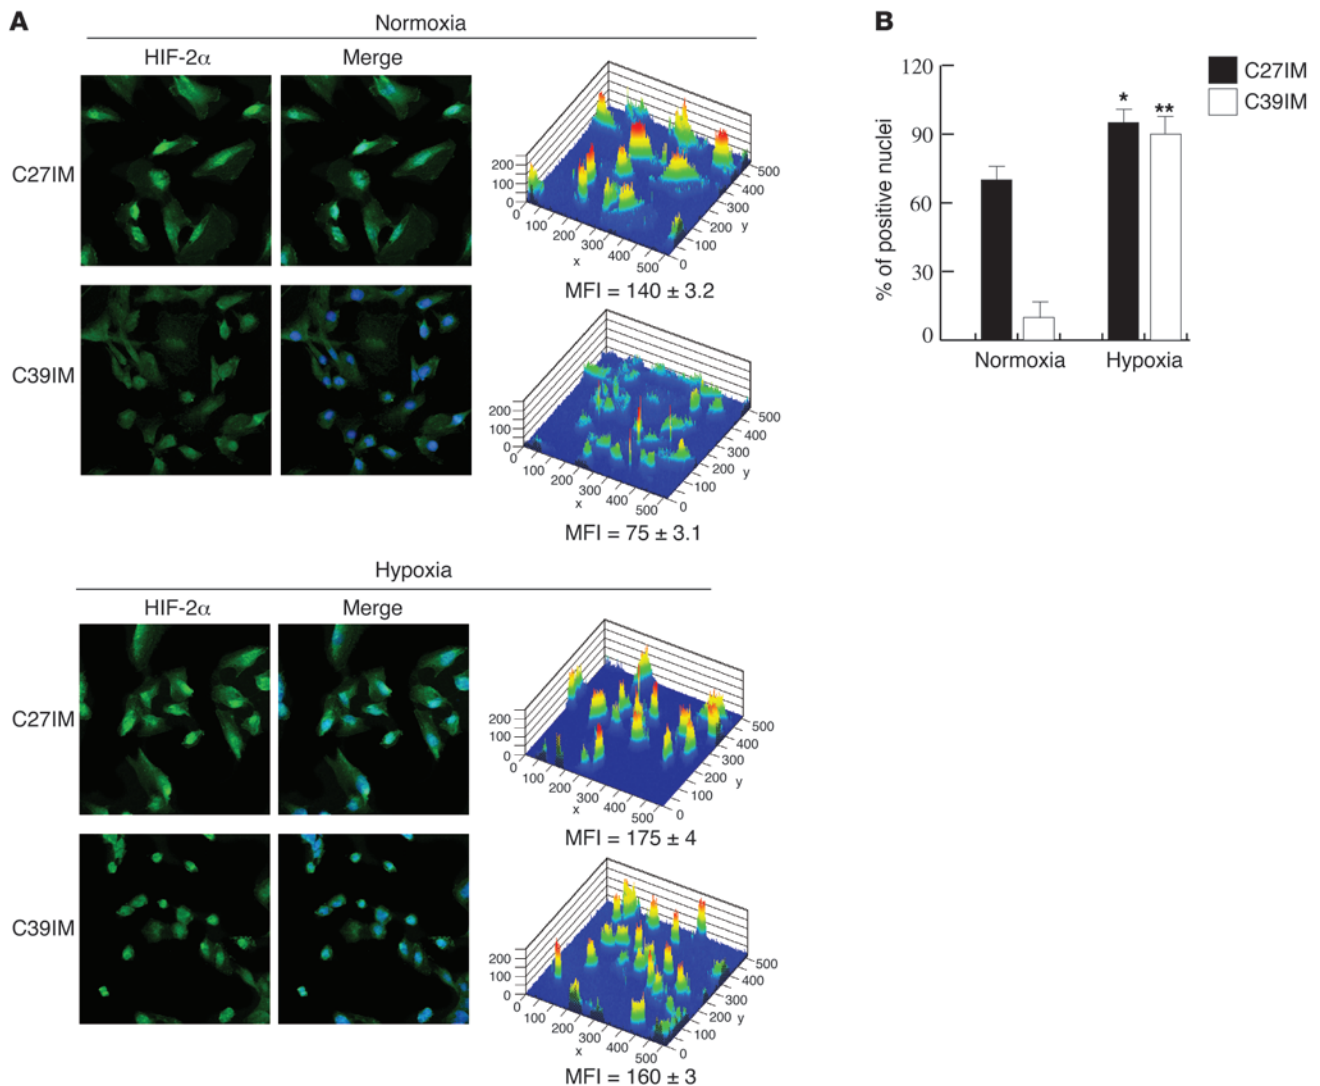 A
Normoxia
HIF-2α
Merge
C27IM
200
100
0
0
100
200
300
400
500
x
0
100
200
300
400
500
y
MFI = 140 ± 3.2
C39IM
200
100
0
0
100
200
300
400
500
x
0
100
200
300
400
500
y
MFI = 75 ± 3.1
Hypoxia
HIF-2α
Merge
C27IM
200
100
0
0
100
200
300
400
500
x
0
100
200
300
400
500
y
MFI = 175 ± 4
C39IM
200
100
0
0
100
200
300
400
500
x
0
100
200
300
400
500
y
MFI = 160 ± 3
B
% of positive nuclei
120
90
60
30
0
*
**
Normoxia
Hypoxia
C27IM
C39IM